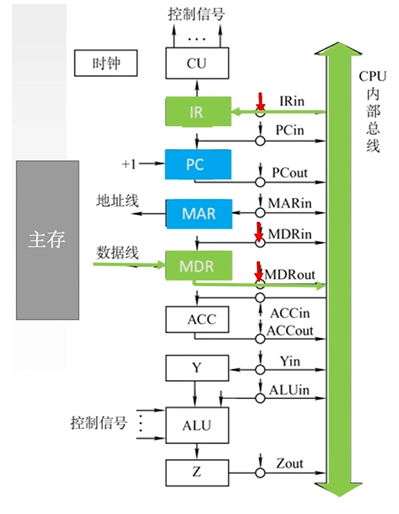 控制信号
…
时钟
CU
CPU
内
部
总
线
IR
IRin
PCin
+1
PC
PCout
地址线
MAR
MARin
主存
MDRin
数据线
MDR
MDRout
ACC
ACCin
ACCout
Y
Yin
ALUin
控制信号
ALU
Z
Zout